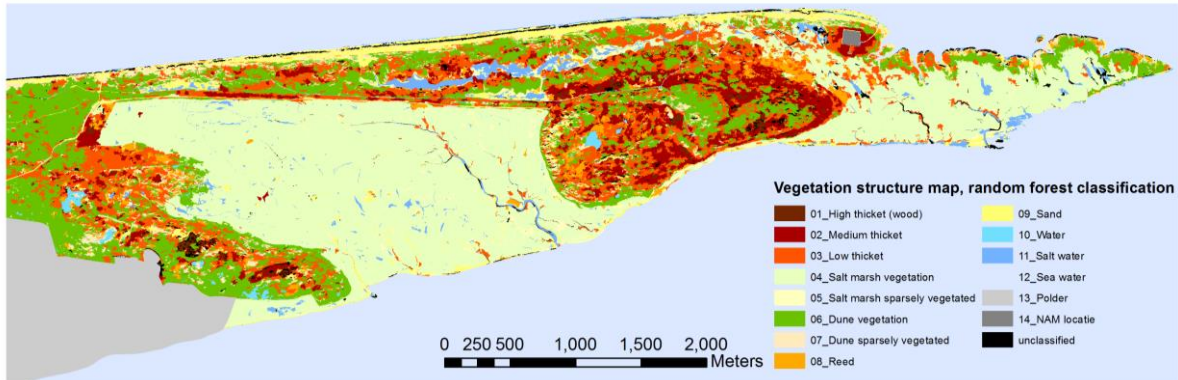 Vegetation structure map, random forest classification
01_High thicket (wood)
02_Medium thicket
03_Low thicket
04_Salt marsh vegetation
05_Salt marsh sparsely vegetated
06_Dune vegetation
07_Dune sparsely vegetated
08_Reed
09_Sand
10_Water
11_Salt water
12_Sea water
13_Polder
14_NAM locatie
unclassified
0 250 500 1,000 1,500 2,000
Meters